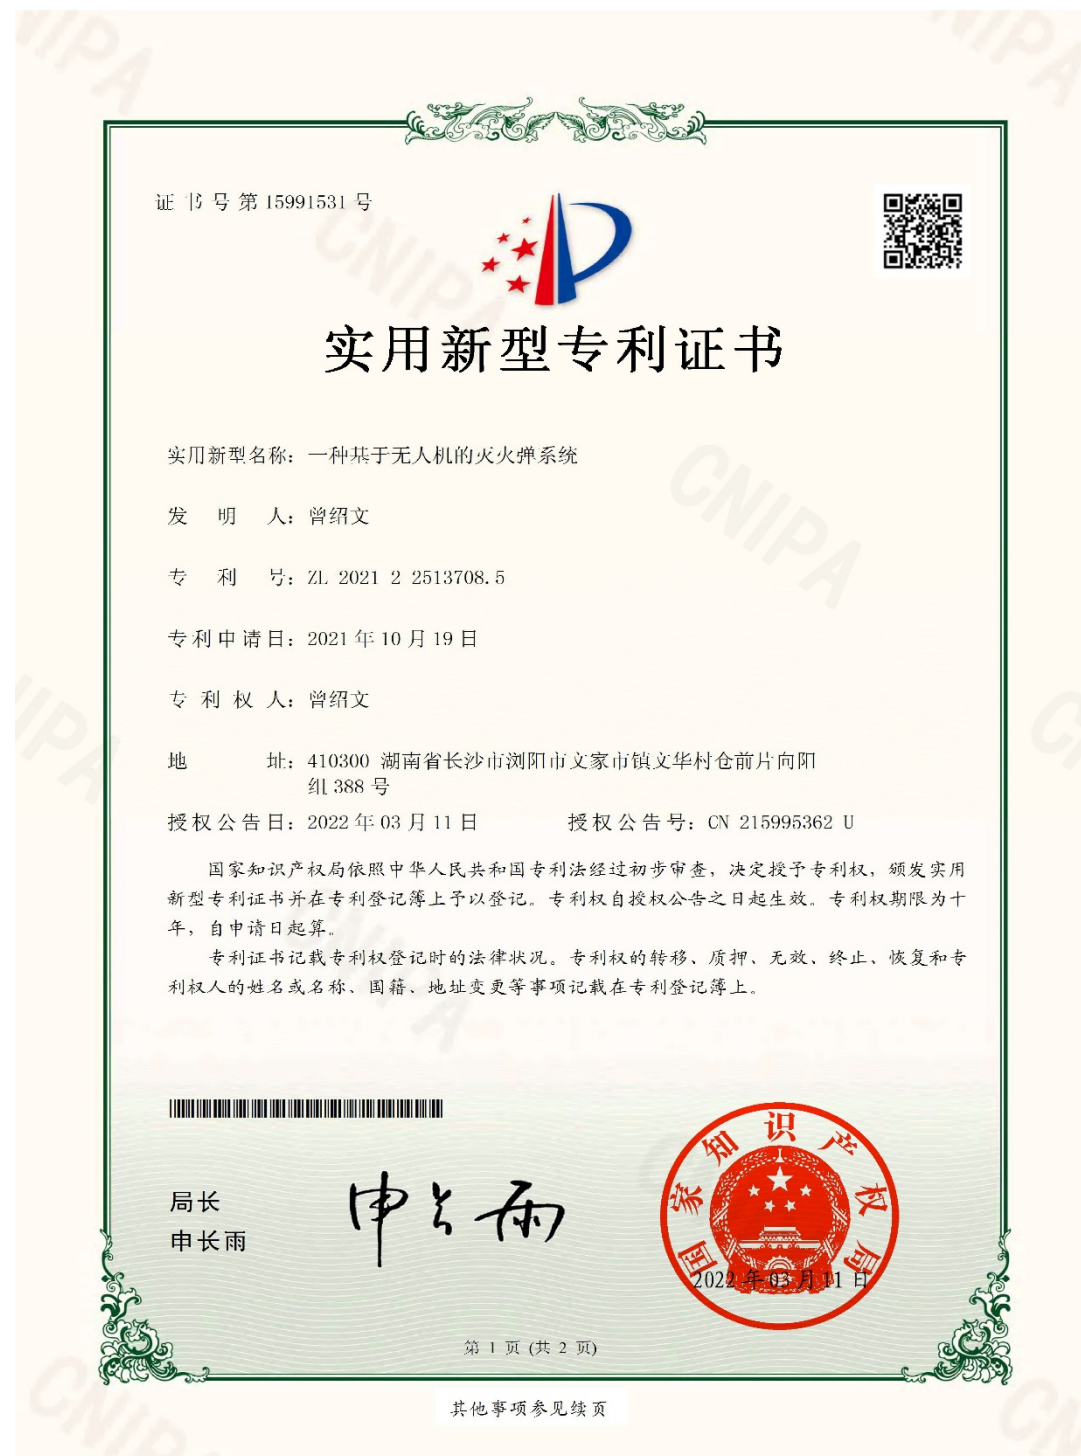 证书号第15991531号
实用新型专利证书
实用新型名称：一种基于无人机的灭火弹系统
发明人：曾绍文
专利号：ZL 2021 2 2513708.5
专利申请日：2021年10月19日
专利权人：曾绍文
地址：410300 湖南省长沙市浏阳市文家市镇文华村仓前片向阳
组388号
授权公告日：2022年03月11日 授权公告号：CN 215995362 U
国家知识产权局依照中华人民共和国专利法经过初步审查，决定授予专利权，颁发实用
新型专利证书并在专利登记簿上予以登记。专利权自授权公告之日起生效。专利权期限为十
年，自申请日起算。
专利证书记载专利权登记时的法律状况。专利权的转移、质押、无效、终止、恢复和专
利权人的姓名或名称、国籍、地址变更等事项记载在专利登记簿上。
局长
申长雨
申长雨
国家知识产权局
2022年03月11日
第 1 页 (共 2 页)
其他事项参见续页
CNIPA
CNIPA
CNIPA
CNIPA
CNIPA
CNIPA